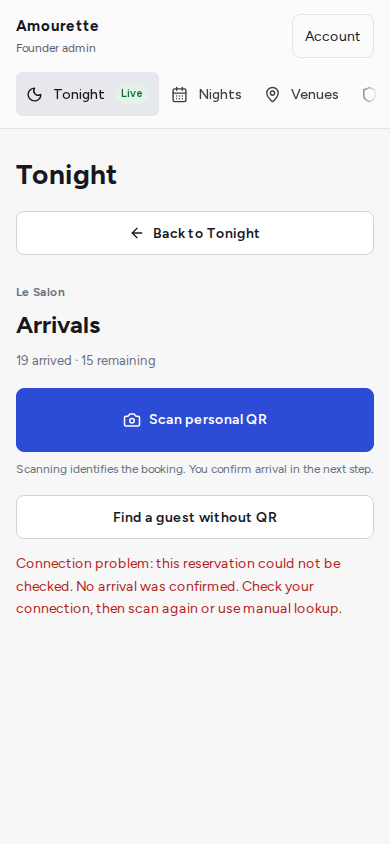 Amourette
Founder admin
Account
Tonight Live Nights Venues
Tonight
Back to Tonight
Le Salon
Arrivals
19 arrived · 15 remaining
Scan personal QR
Scanning identifies the booking. You confirm arrival in the next step.
Find a guest without QR
Connection problem: this reservation could not be
checked. No arrival was confirmed. Check your
connection, then scan again or use manual lookup.